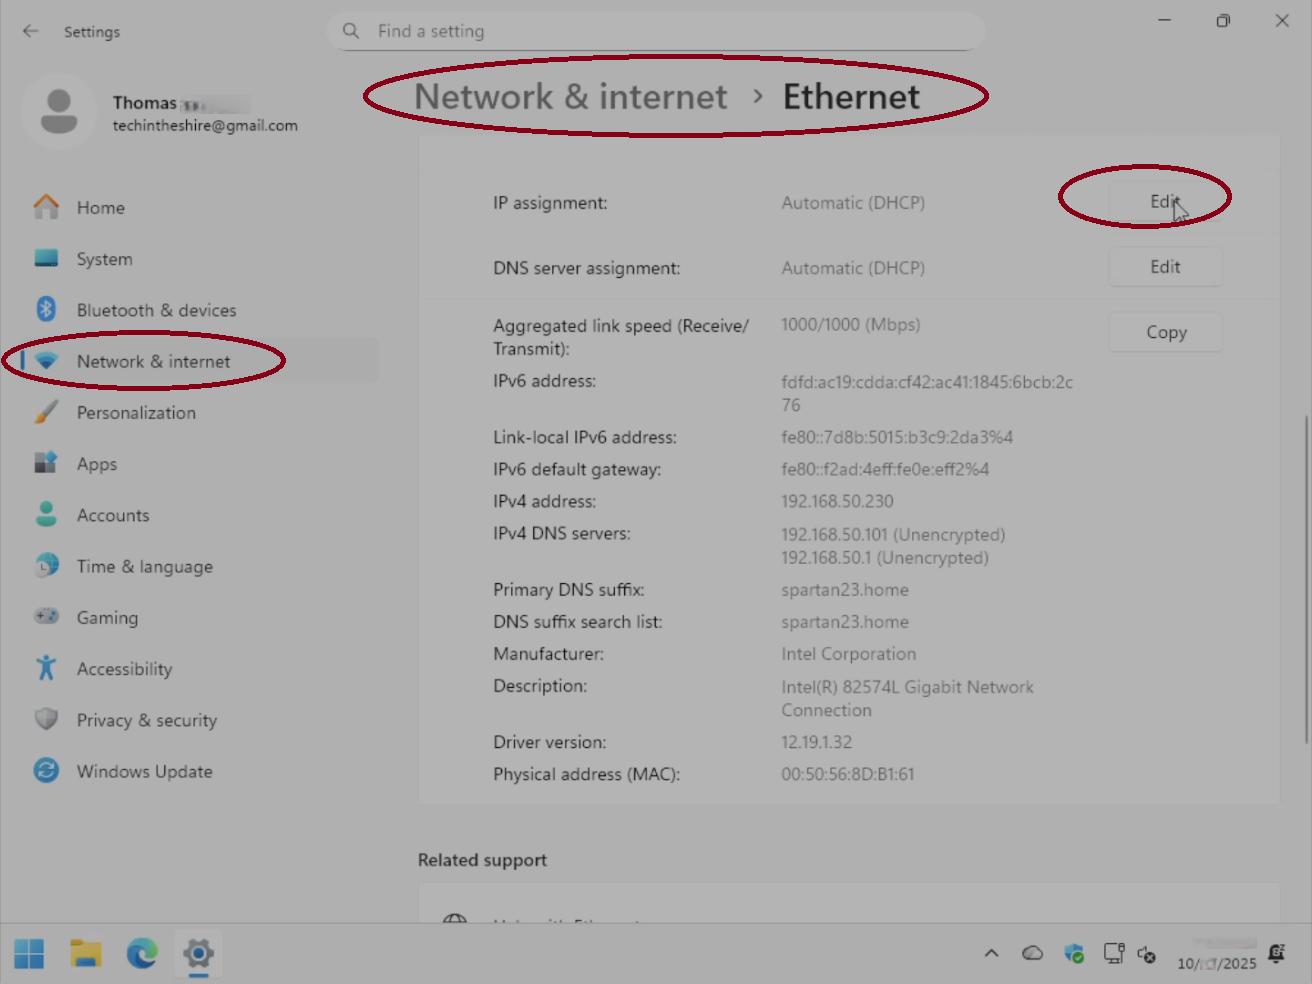 Settings
Find a setting
Thomas
techintheshire@gmail.com
Home
System
Bluetooth & devices
Network & internet
Personalization
Apps
Accounts
Time & language
Gaming
Accessibility
Privacy & security
Windows Update
Network & internet › Ethernet
IP assignment: Automatic (DHCP) Edit
DNS server assignment: Automatic (DHCP) Edit
Aggregated link speed (Receive/ 1000/1000 (Mbps) Copy
Transmit):
IPv6 address: fdfd:ac19:cdda:cf42:ac41:1845:6bcb:2c
76
Link-local IPv6 address: fe80::7d8b:5015:b3c9:2da3%4
IPv6 default gateway: fe80::f2ad:4eff:fe0e:eff2%4
IPv4 address: 192.168.50.230
IPv4 DNS servers: 192.168.50.101 (Unencrypted)
192.168.50.1 (Unencrypted)
Primary DNS suffix: spartan23.home
DNS suffix search list: spartan23.home
Manufacturer: Intel Corporation
Description: Intel(R) 82574L Gigabit Network
Connection
Driver version: 12.19.1.32
Physical address (MAC): 00:50:56:8D:B1:61
Related support